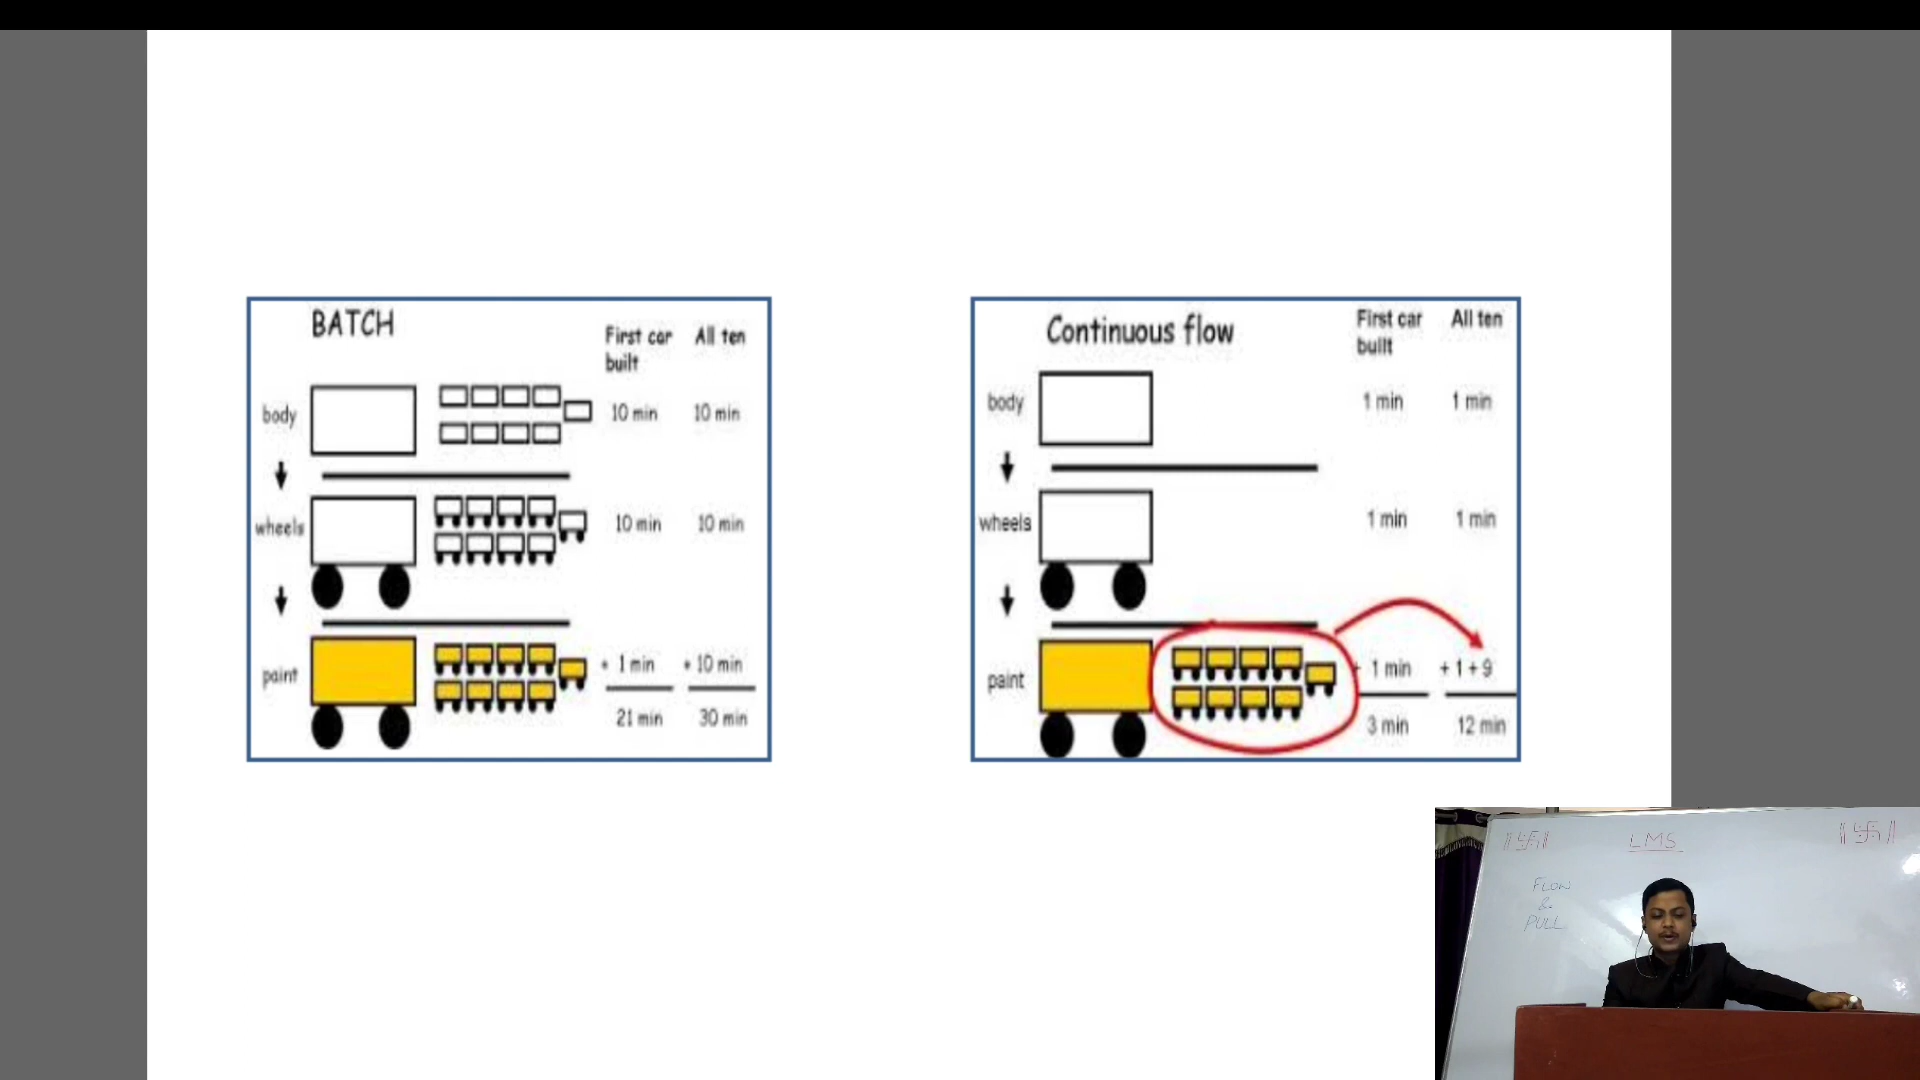 BATCH
First car built
All ten
body
10 min
10 min
wheels
10 min
10 min
paint
+ 1 min
+ 10 min
21 min
30 min
Continuous flow
First car built
All ten
body
1 min
1 min
wheels
1 min
1 min
paint
+ 1 min
+ 1 + 9
3 min
12 min
|| 卐 ||
LMS
|| 卐 ||
FLOW
&
PULL